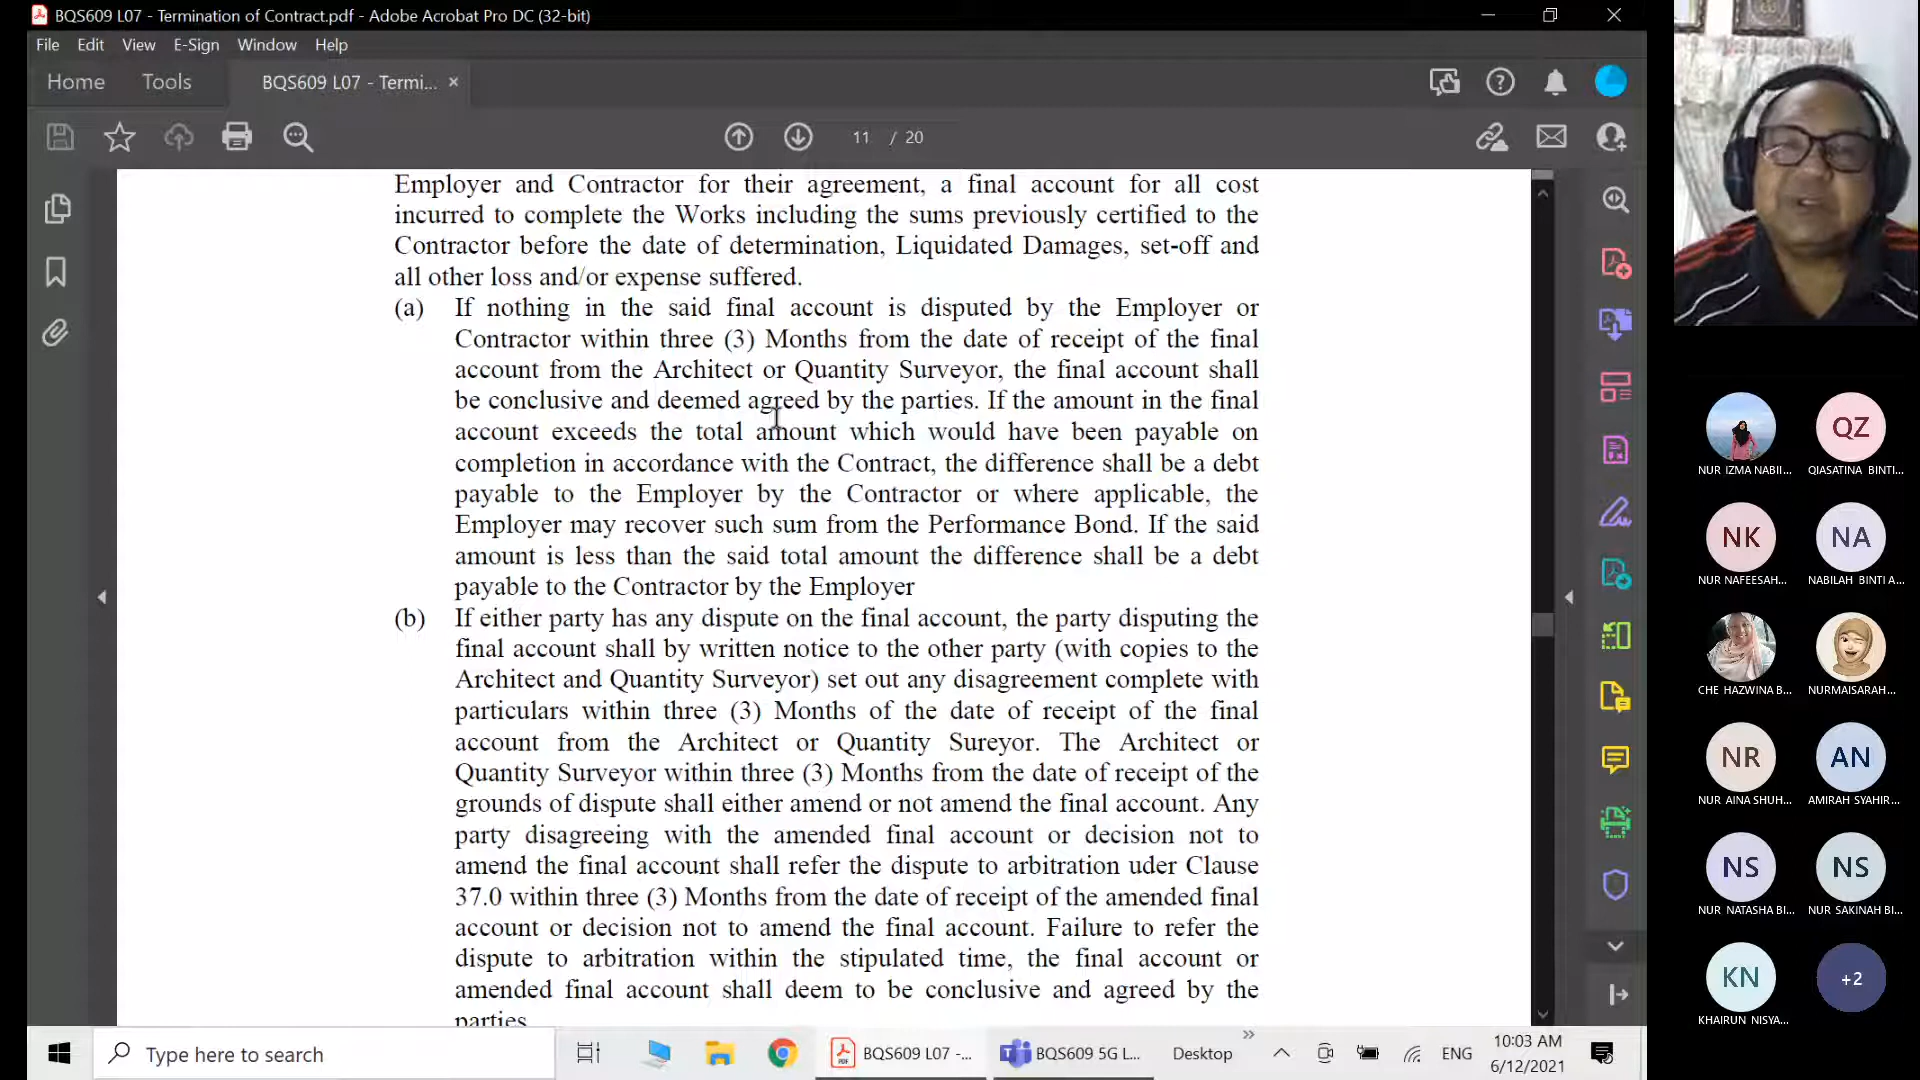 BQS609 L07 - Termination of Contract.pdf - Adobe Acrobat Pro DC (32-bit)
File Edit View E-Sign Window Help
Home Tools BQS609 L07 - Termi... ×
11 / 20
Employer and Contractor for their agreement, a final account for all cost
incurred to complete the Works including the sums previously certified to the
Contractor before the date of determination, Liquidated Damages, set-off and
all other loss and/or expense suffered.
(a) If nothing in the said final account is disputed by the Employer or
Contractor within three (3) Months from the date of receipt of the final
account from the Architect or Quantity Surveyor, the final account shall
be conclusive and deemed agreed by the parties. If the amount in the final
account exceeds the total amount which would have been payable on
completion in accordance with the Contract, the difference shall be a debt
payable to the Employer by the Contractor or where applicable, the
Employer may recover such sum from the Performance Bond. If the said
amount is less than the said total amount the difference shall be a debt
payable to the Contractor by the Employer
(b) If either party has any dispute on the final account, the party disputing the
final account shall by written notice to the other party (with copies to the
Architect and Quantity Surveyor) set out any disagreement complete with
particulars within three (3) Months of the date of receipt of the final
account from the Architect or Quantity Sureyor. The Architect or
Quantity Surveyor within three (3) Months from the date of receipt of the
grounds of dispute shall either amend or not amend the final account. Any
party disagreeing with the amended final account or decision not to
amend the final account shall refer the dispute to arbitration uder Clause
37.0 within three (3) Months from the date of receipt of the amended final
account or decision not to amend the final account. Failure to refer the
dispute to arbitration within the stipulated time, the final account or
amended final account shall deem to be conclusive and agreed by the
parties.
QZ
NUR IZMA NABII... QIASATINA BINTI...
NK NA
NUR NAFEESAH... NABILAH BINTI A...
CHE HAZWINA B... NURMAISARAH...
NR AN
NUR AINA SHUH... AMIRAH SYAHIR...
NS NS
NUR NATASHA BI... NUR SAKINAH BI...
KN +2
KHAIRUN NISYA...
Type here to search
BQS609 L07 -...
BQS609 5G L...
Desktop
ENG
10:03 AM
6/12/2021